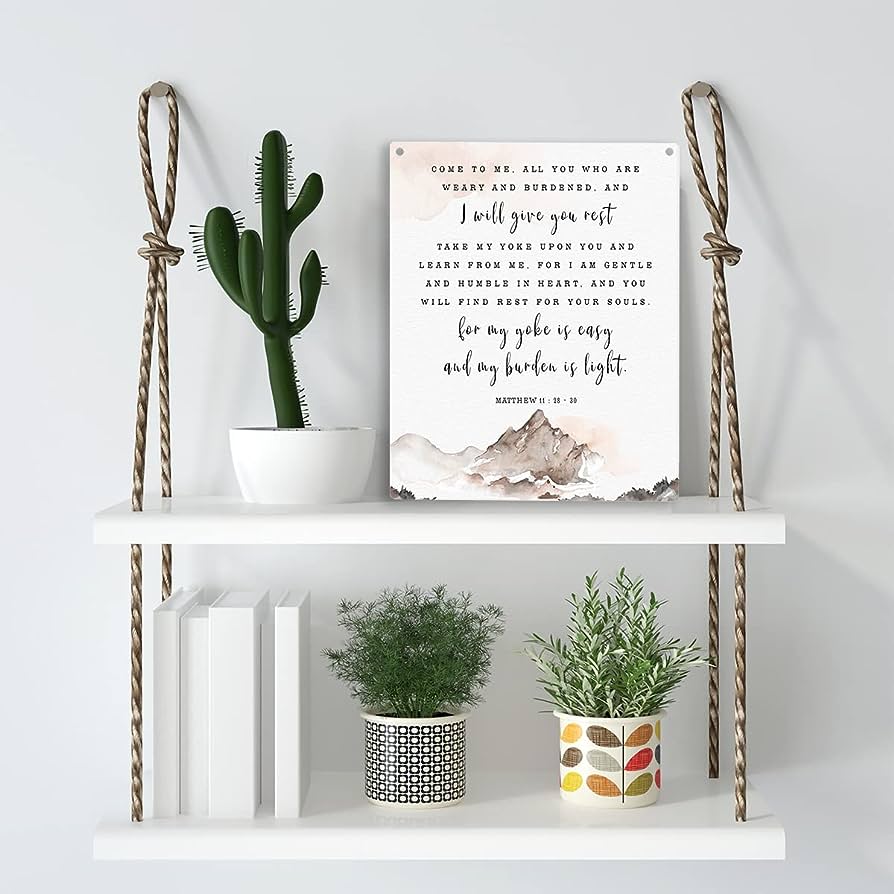 COME TO ME, ALL YOU WHO ARE
WEARY AND BURDENED, AND
I will give you rest
TAKE MY YOKE UPON YOU AND
LEARN FROM ME, FOR I AM GENTLE
AND HUMBLE IN HEART, AND YOU
WILL FIND REST FOR YOUR SOULS.
for my yoke is easy
and my burden is light.
MATTHEW 11 : 28 - 30